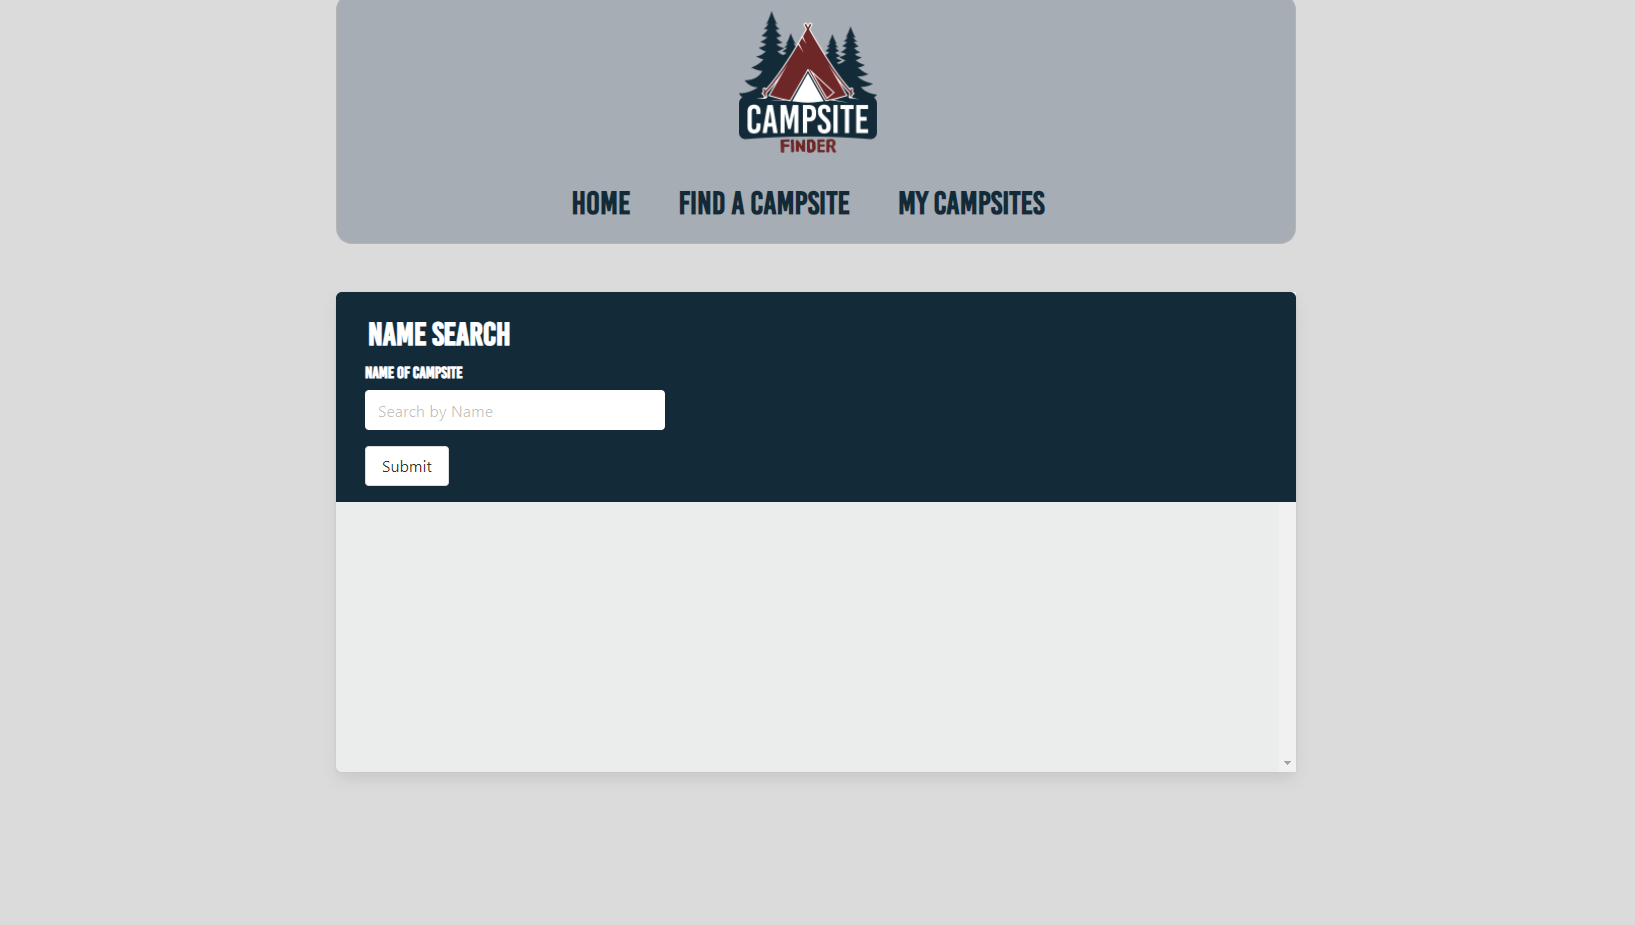 CAMPSITE
FINDER
HOME FIND A CAMPSITE MY CAMPSITES
NAME SEARCH
NAME OF CAMPSITE
Search by Name
Submit